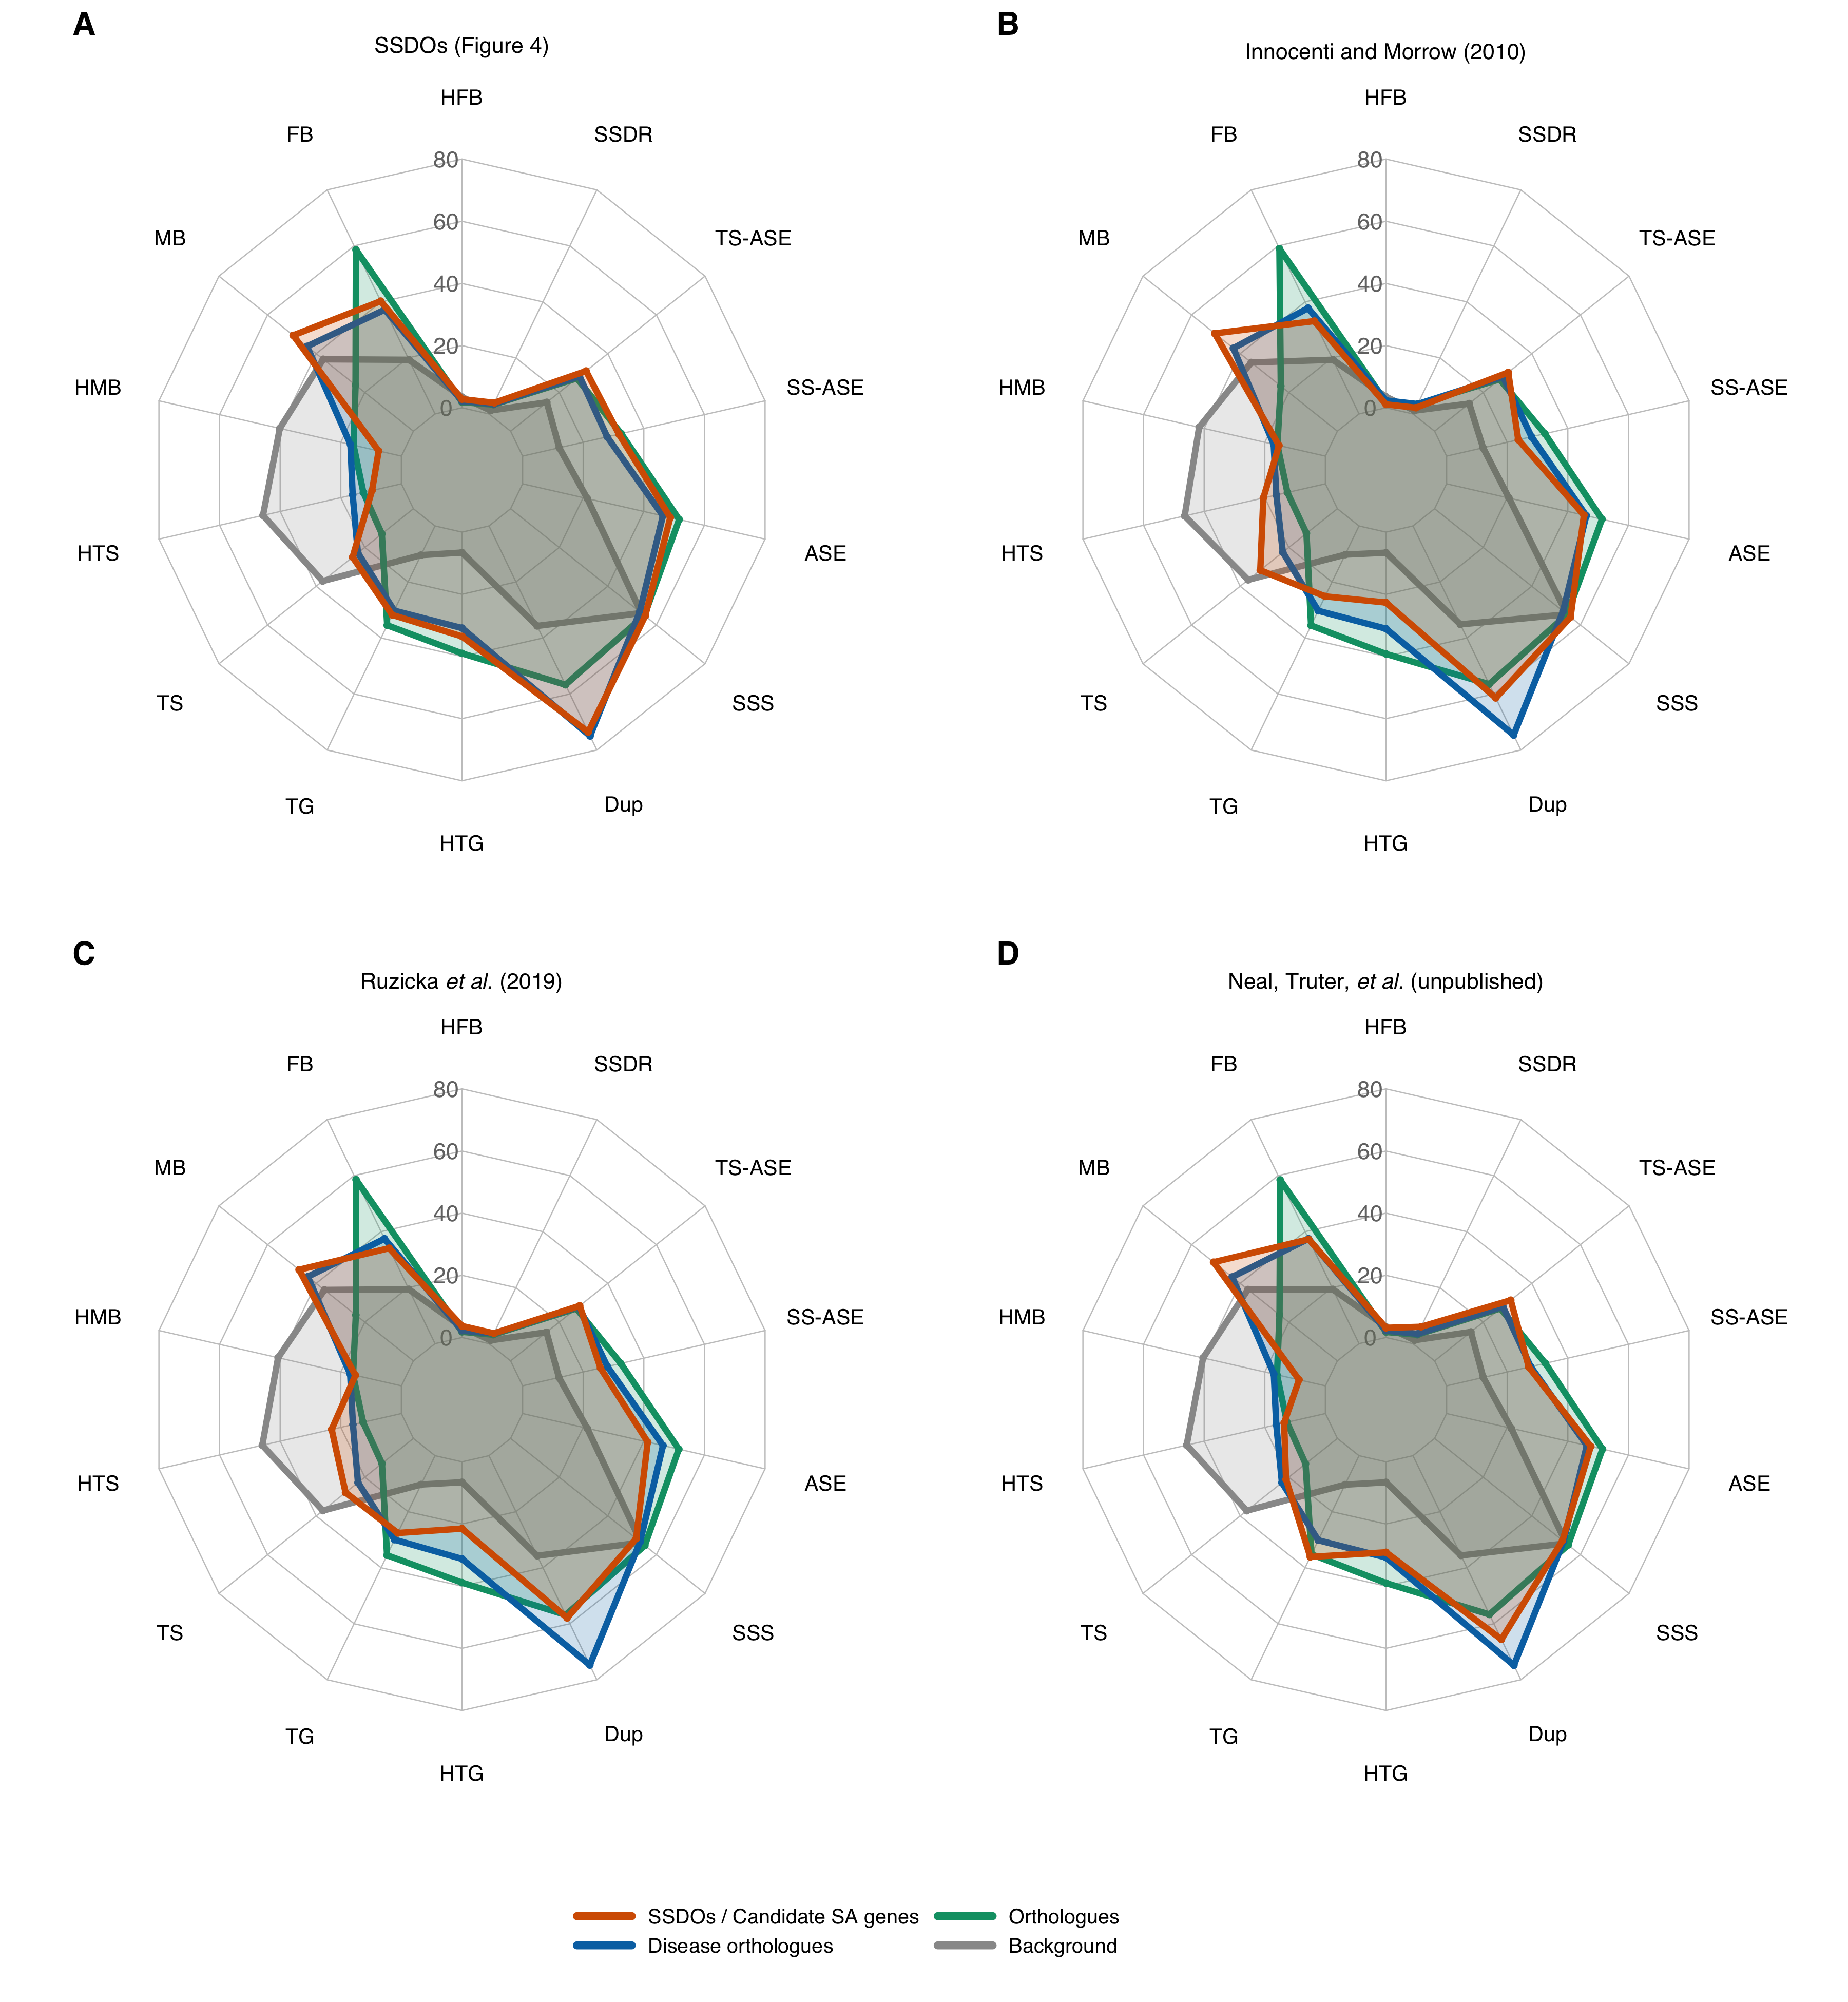 A
SSDOs (Figure 4)
HFB
FB
SSDR
80
MB
TS-ASE
60
40
20
HMB
SS-ASE
0
HTS
ASE
TS
SSS
TG
Dup
HTG
B
Innocenti and Morrow (2010)
HFB
FB
SSDR
80
MB
TS-ASE
60
40
20
HMB
SS-ASE
0
HTS
ASE
TS
SSS
TG
Dup
HTG
C
Ruzicka et al. (2019)
HFB
FB
SSDR
80
MB
TS-ASE
60
40
20
HMB
SS-ASE
0
HTS
ASE
TS
SSS
TG
Dup
HTG
D
Neal, Truter, et al. (unpublished)
HFB
FB
SSDR
80
MB
TS-ASE
60
40
20
HMB
SS-ASE
0
HTS
ASE
TS
SSS
TG
Dup
HTG
SSDOs / Candidate SA genes
Orthologues
Disease orthologues
Background